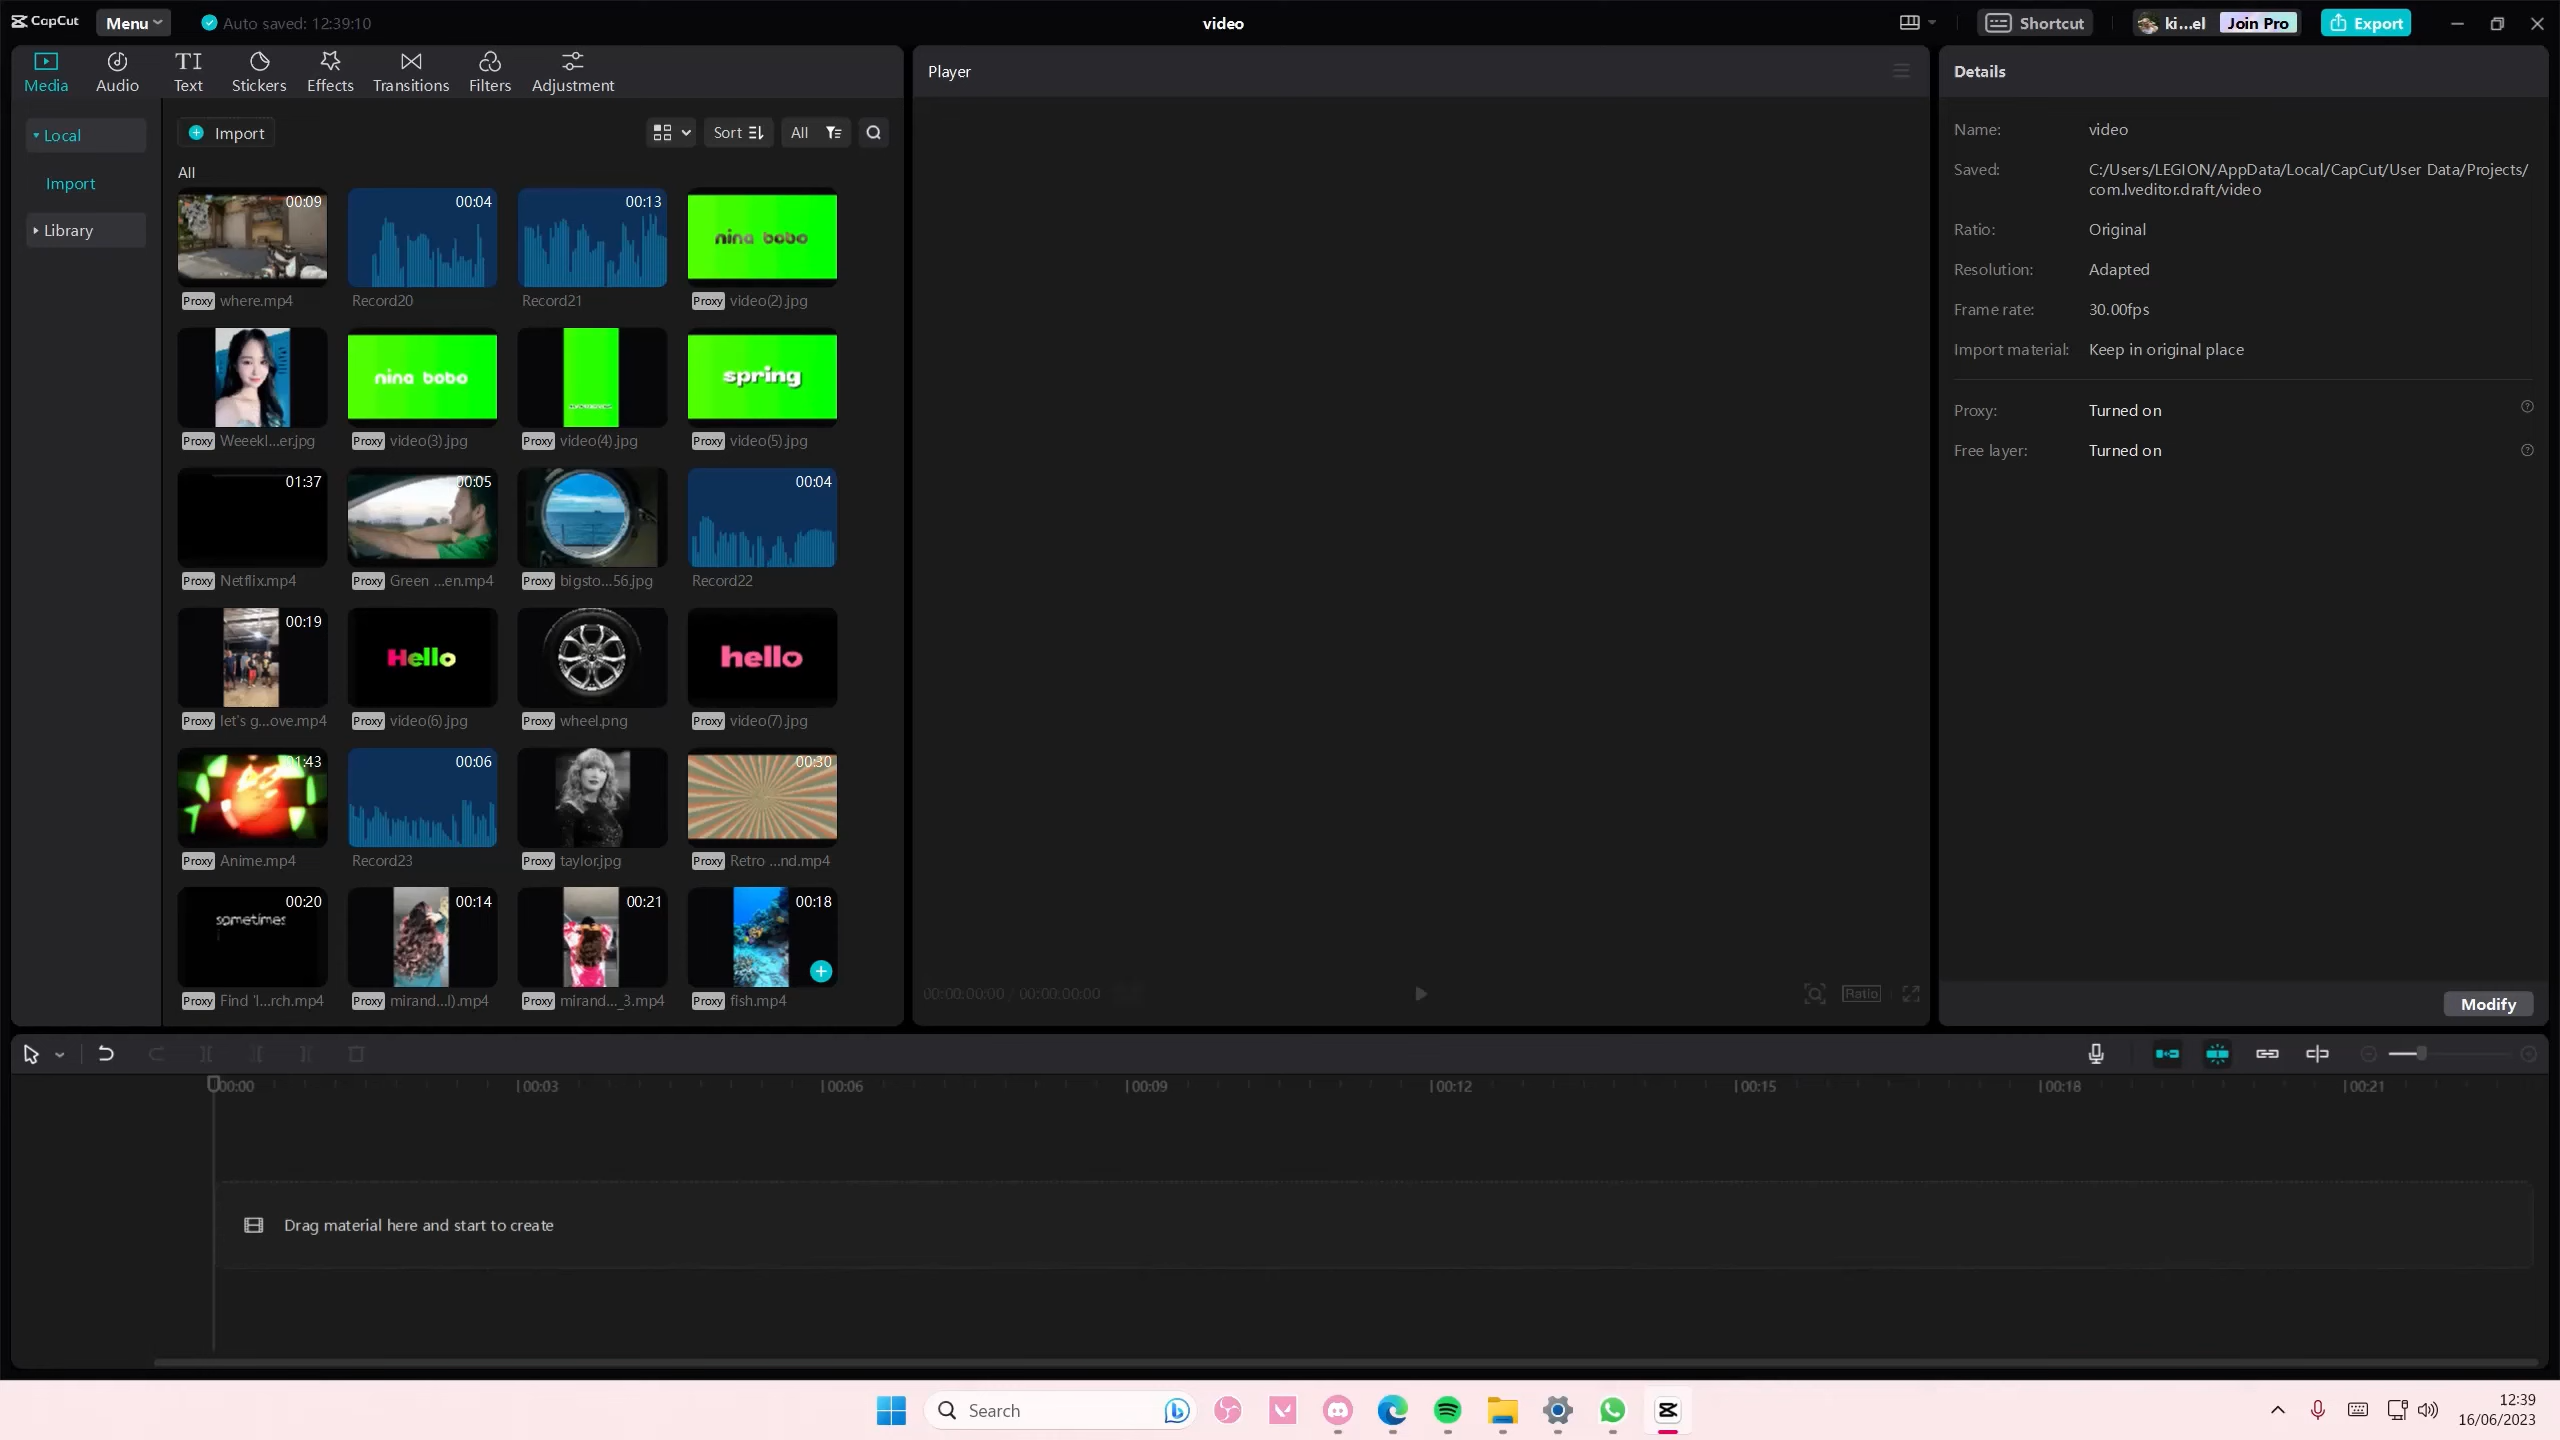 CapCut
Menu
Auto saved: 12:39:10
video
Shortcut
ki...el
Join Pro
Export
Media
Audio
Text
Stickers
Effects
Transitions
Filters
Adjustment
Player
Details
Local
Import
Library
Import
Sort
All
All
00:09
00:04
00:13
nina bobo
Proxy where.mp4
Record20
Record21
Proxy video(2).jpg
nina bobo
spring
Proxy Weeekl...er.jpg
Proxy video(3).jpg
Proxy video(4).jpg
Proxy video(5).jpg
01:37
00:05
00:04
Proxy Netflix.mp4
Proxy Green ...en.mp4
Proxy bigsto...56.jpg
Record22
00:19
Hello
hello
Proxy let's g...ove.mp4
Proxy video(6).jpg
Proxy wheel.png
Proxy video(7).jpg
01:43
00:06
00:30
Proxy Anime.mp4
Record23
Proxy taylor.jpg
Proxy Retro ...nd.mp4
00:20
sometimes
00:14
00:21
00:18
Proxy Find 'l...rch.mp4
Proxy mirand...l).mp4
Proxy mirand..._3.mp4
Proxy fish.mp4
00:00:00:00 / 00:00:00:00
Ratio
Name: video
Saved: C:/Users/LEGION/AppData/Local/CapCut/User Data/Projects/
com.lveditor.draft/video
Ratio: Original
Resolution: Adapted
Frame rate: 30.00fps
Import material: Keep in original place
Proxy: Turned on
Free layer: Turned on
Modify
00:00
00:03
00:06
00:09
00:12
00:15
00:18
00:21
Drag material here and start to create
Search
12:39
16/06/2023